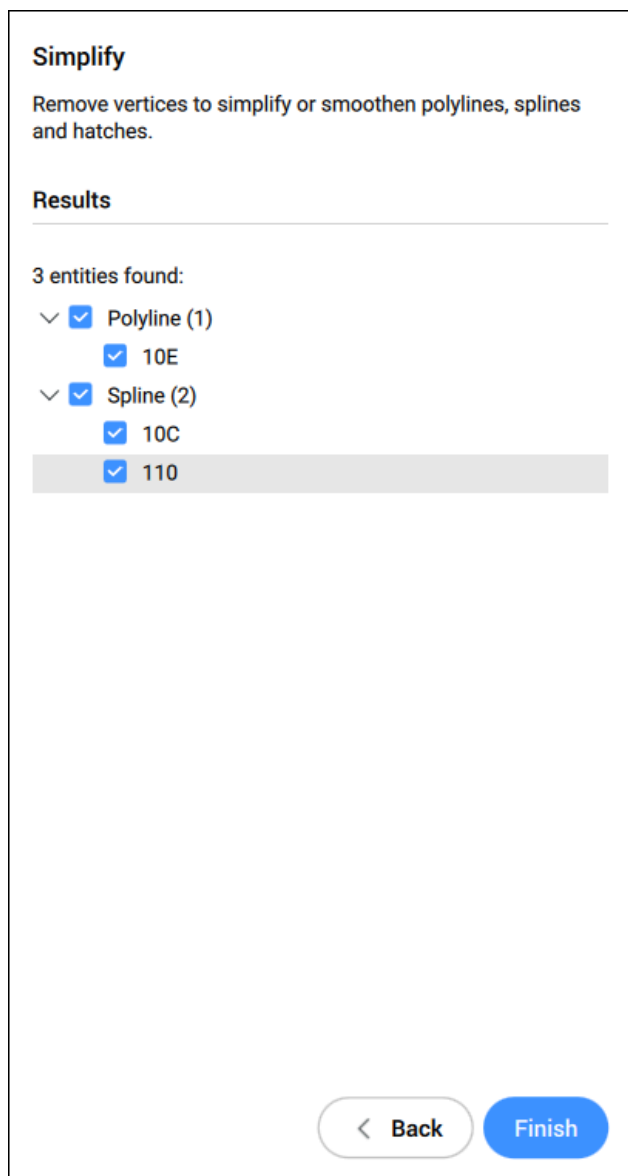 Simplify
Remove vertices to simplify or smoothen polylines, splines
and hatches.
Results
3 entities found:
Polyline (1)
10E
Spline (2)
10C
110
Back
Finish